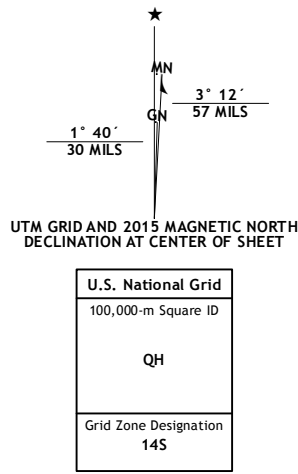 ★
MN
GN
3° 12´
57 MILS
1° 40´
30 MILS
UTM GRID AND 2015 MAGNETIC NORTH
DECLINATION AT CENTER OF SHEET
U.S. National Grid
100,000-m Square ID
QH
Grid Zone Designation
14S